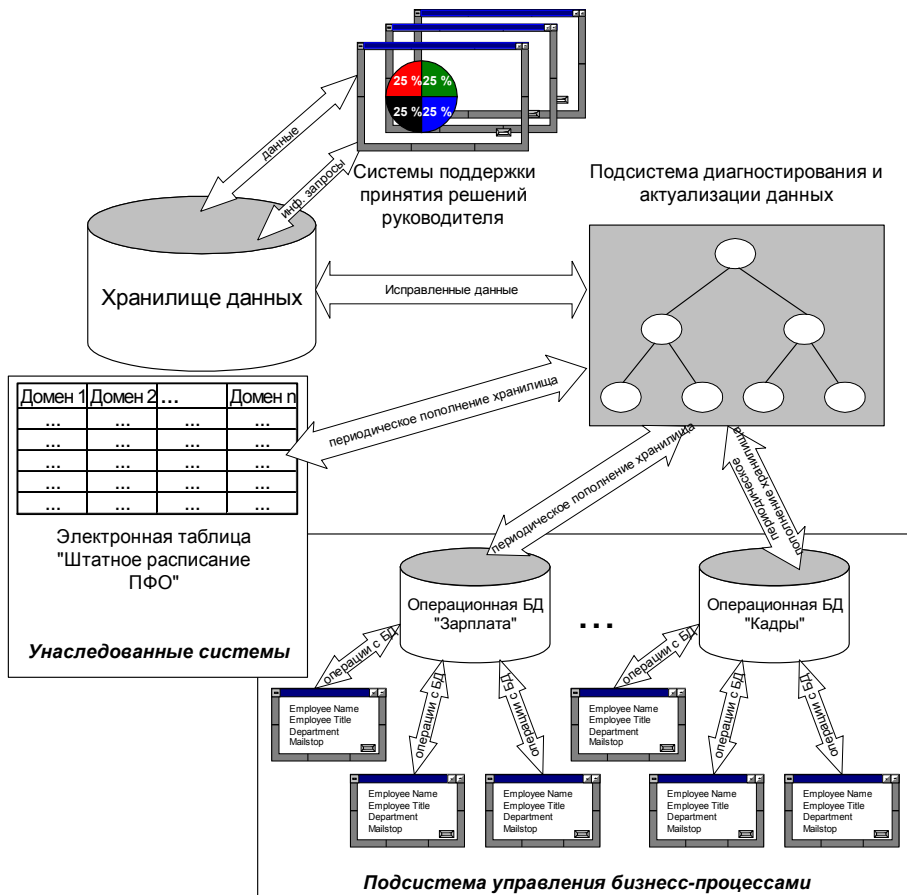 25 % 25 %
25 % 25 %
данные
инф. запросы
Системы поддержки
принятия решений
руководителя
Подсистема диагностирования и
актуализации данных
Хранилище данных
Исправленные данные
Домен 1 Домен 2 ... Домен n
... ... ... ...
... ... ... ...
... ... ... ...
... ... ... ...
... ... ... ...
Электронная таблица
"Штатное расписание
ПФО"
Унаследованные системы
периодическое пополнение хранилища
периодическое пополнение хранилища
периодическое
пополнение хранилища
Операционная БД
"Зарплата"
...
Операционная БД
"Кадры"
операции с БД
операции с БД
операции с БД
операции с БД
операции с БД
операции с БД
Employee Name
Employee Title
Department
Mailstop
Employee Name
Employee Title
Department
Mailstop
Employee Name
Employee Title
Department
Mailstop
Employee Name
Employee Title
Department
Mailstop
Employee Name
Employee Title
Department
Mailstop
Employee Name
Employee Title
Department
Mailstop
Подсистема управления бизнесс-процессами